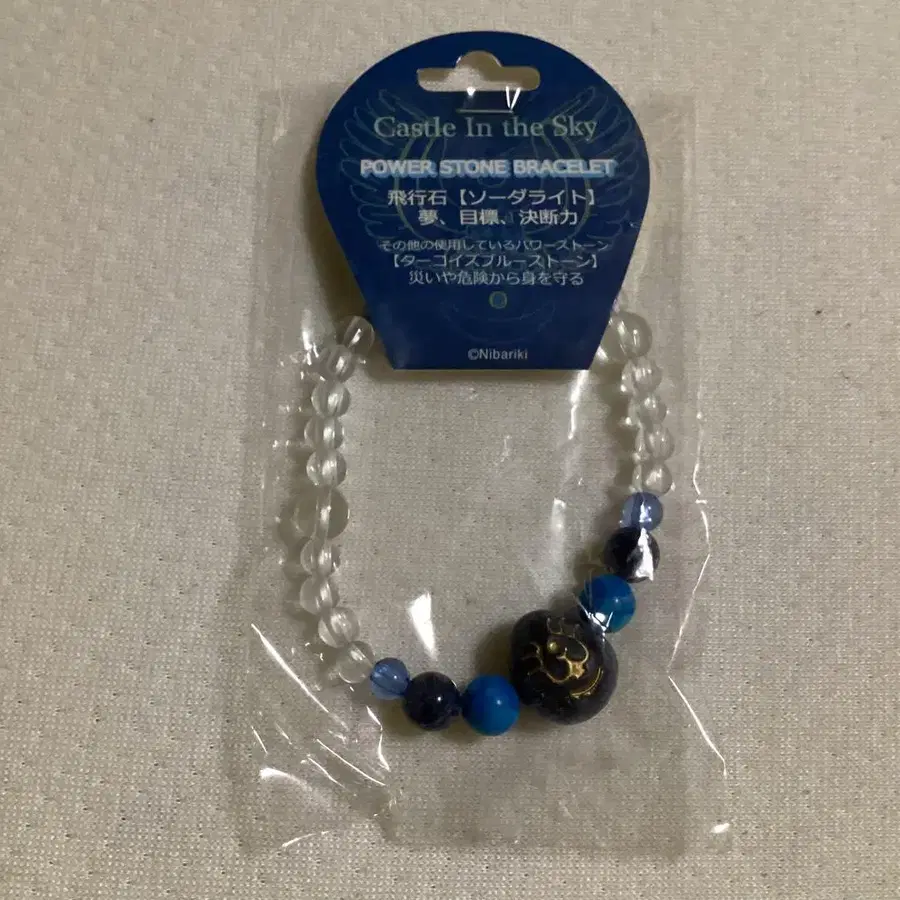 Castle In the Sky
POWER STONE BRACELET
飛行石【ソーダライト】
夢、目標、決断力
その他の使用しているパワーストーン
【ターコイズブルーストーン】
災いや危険から身を守る
©Nibariki